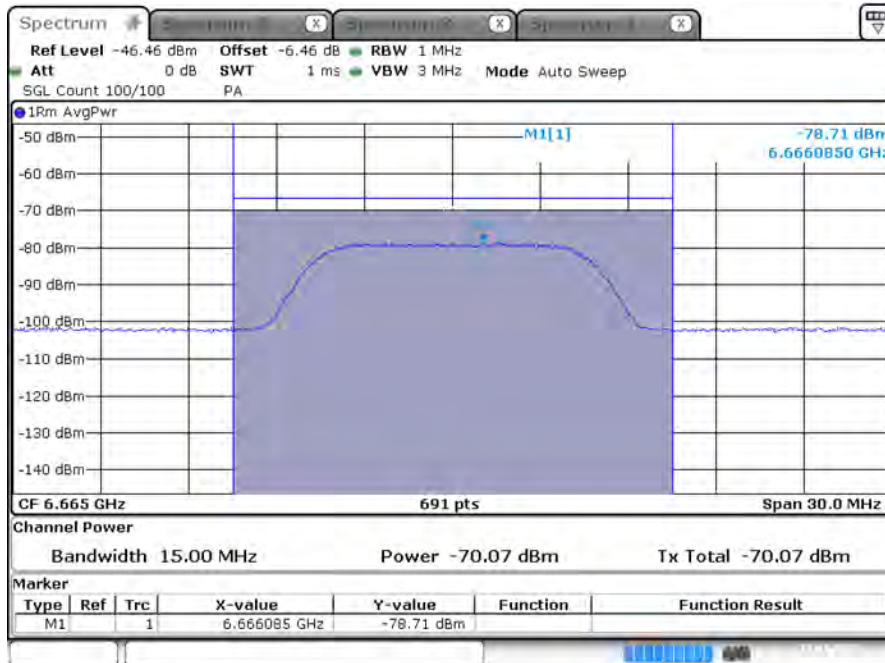 Spectrum
Ref Level -46.46 dBm Offset -6.46 dB RBW 1 MHz
Att 0 dB SWT 1 ms VBW 3 MHz Mode Auto Sweep
SGL Count 100/100 PA
1Rm AvgPwr
M1[1] -78.71 dBm
6.6660850 GHz
-50 dBm
-60 dBm
-70 dBm
-80 dBm
-90 dBm
-100 dBm
-110 dBm
-120 dBm
-130 dBm
-140 dBm
CF 6.665 GHz 691 pts Span 30.0 MHz
Channel Power
Bandwidth 15.00 MHz Power -70.07 dBm Tx Total -70.07 dBm
Marker
Type Ref Trc X-value Y-value Function Function Result
M1 1 6.666085 GHz -78.71 dBm